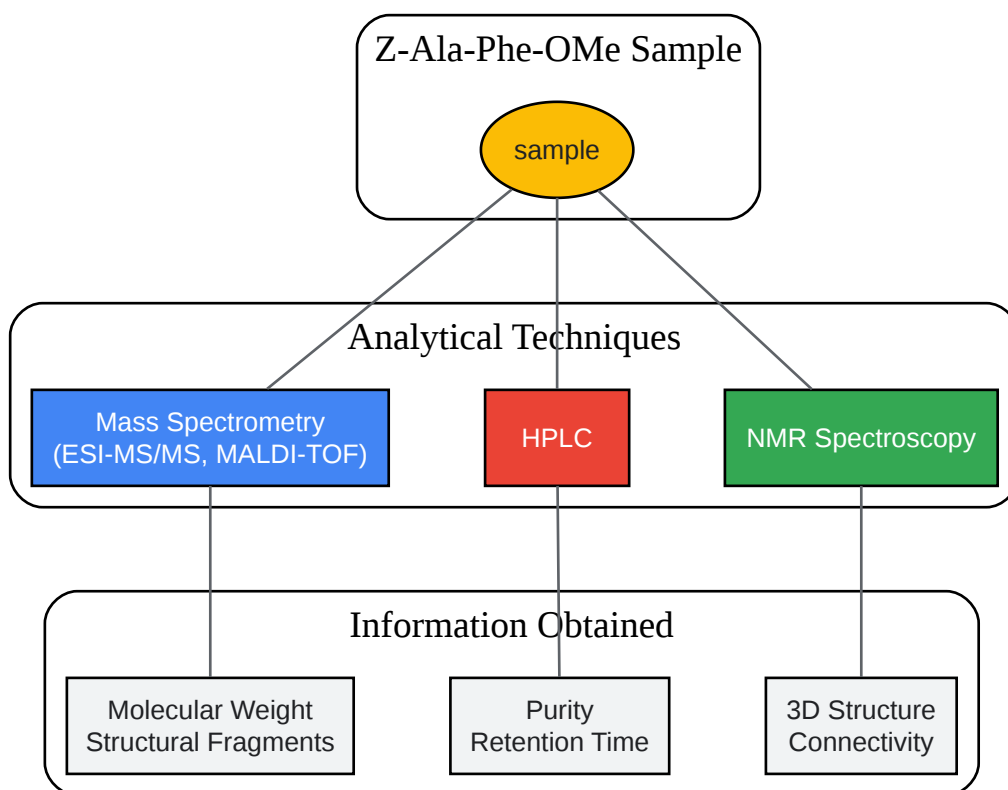 Z-Ala-Phe-OMe Sample
sample
Analytical Techniques
Mass Spectrometry
(ESI-MS/MS, MALDI-TOF)
HPLC
NMR Spectroscopy
Information Obtained
Molecular Weight
Structural Fragments
Purity
Retention Time
3D Structure
Connectivity